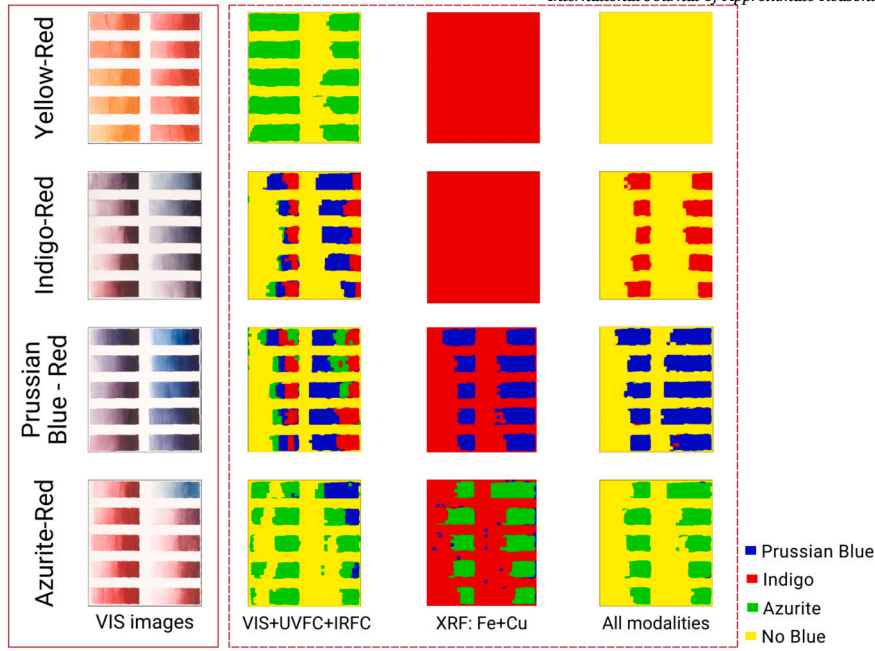 Yellow-Red
Indigo-Red
Prussian
Blue - Red
Azurite-Red
VIS images
VIS+UVFC+IRFC
XRF: Fe+Cu
All modalities
Prussian Blue
Indigo
Azurite
No Blue